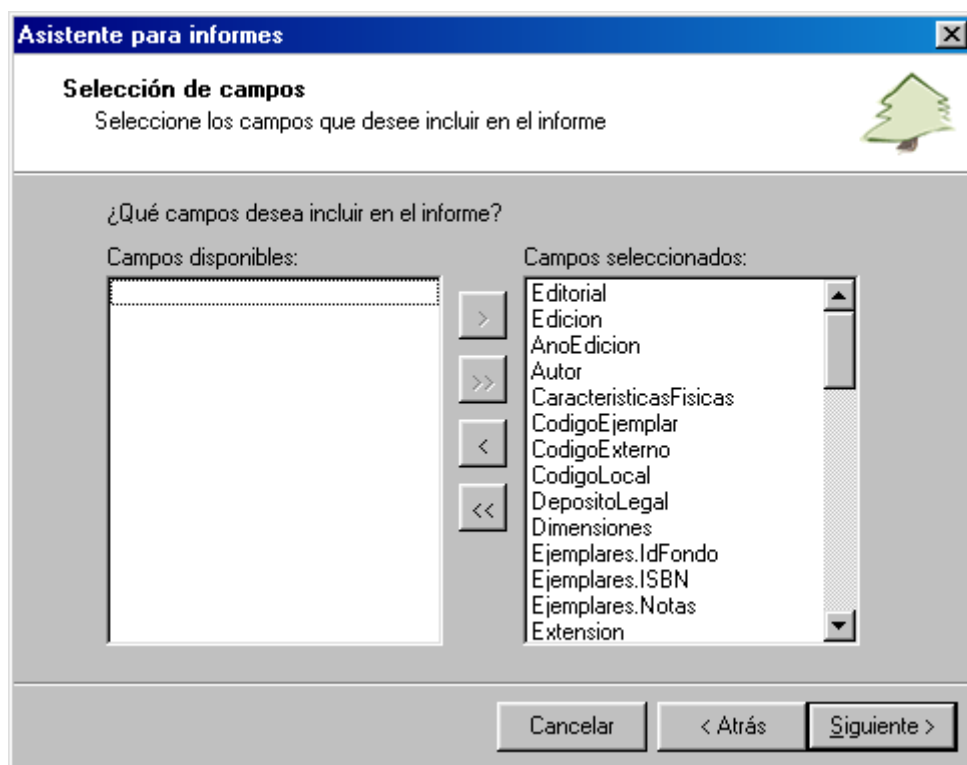 Asistente para informes
Selección de campos
Seleccione los campos que desee incluir en el informe
¿Qué campos desea incluir en el informe?
Campos disponibles:
Campos seleccionados:
>
>>
<
<<
Editorial
Edicion
AnoEdicion
Autor
CaracteristicasFisicas
CodigoEjemplar
CodigoExterno
CodigoLocal
DepositoLegal
Dimensiones
Ejemplares.IdFondo
Ejemplares.ISBN
Ejemplares.Notas
Extension
Cancelar
< Atrás
Siguiente >